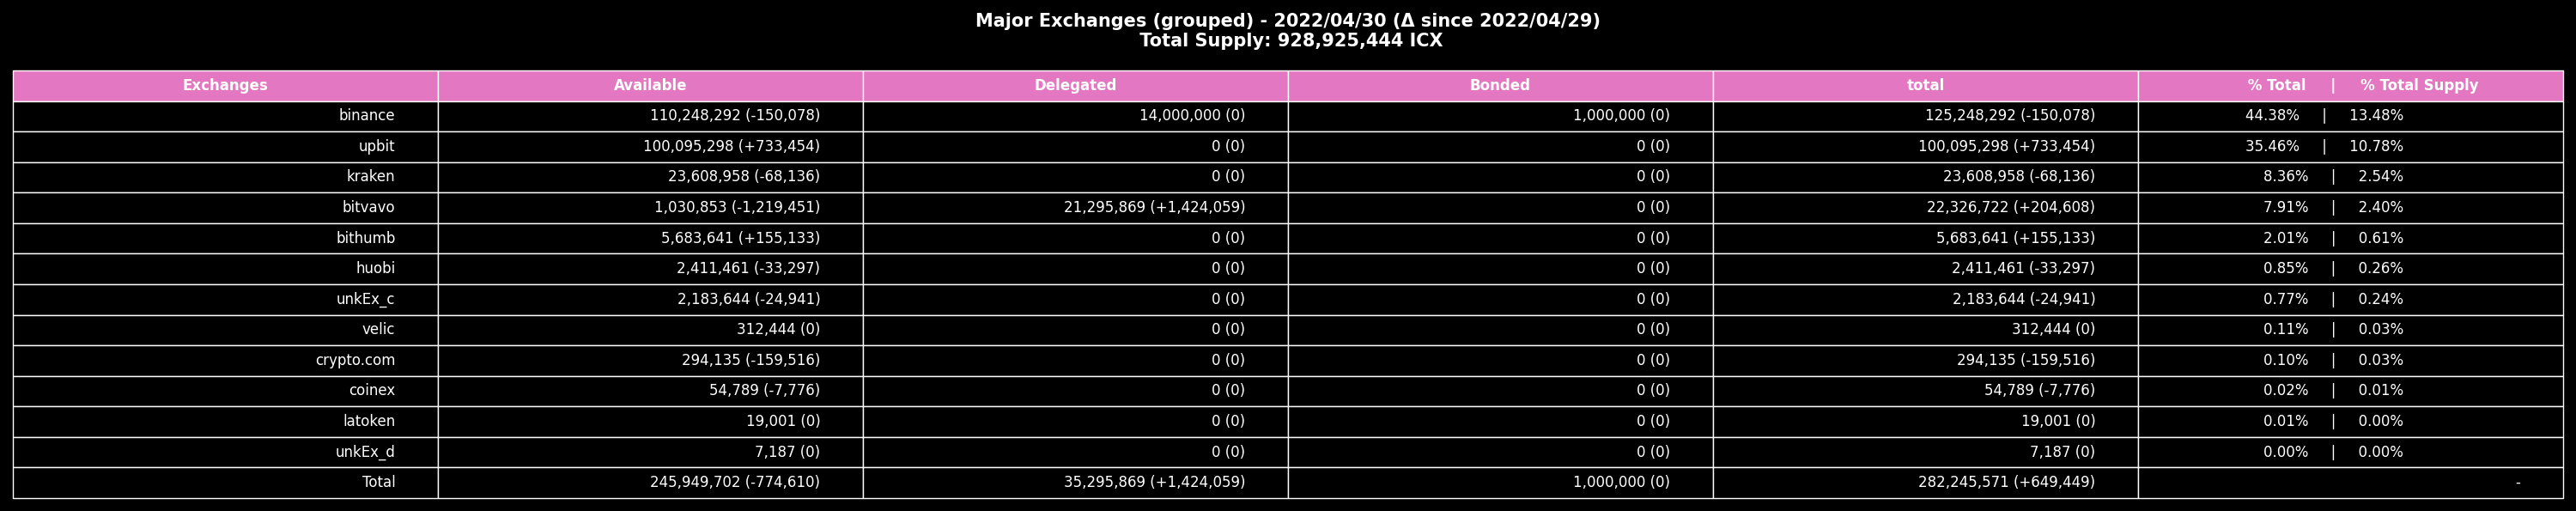 Major Exchanges (grouped) - 2022/04/30 (Δ since 2022/04/29)
Total Supply: 928,925,444 ICX
Exchanges Available Delegated Bonded total % Total | % Total Supply
binance 110,248,292 (-150,078) 14,000,000 (0) 1,000,000 (0) 125,248,292 (-150,078) 44.38% | 13.48%
upbit 100,095,298 (+733,454) 0 (0) 0 (0) 100,095,298 (+733,454) 35.46% | 10.78%
kraken 23,608,958 (-68,136) 0 (0) 0 (0) 23,608,958 (-68,136) 8.36% | 2.54%
bitvavo 1,030,853 (-1,219,451) 21,295,869 (+1,424,059) 0 (0) 22,326,722 (+204,608) 7.91% | 2.40%
bithumb 5,683,641 (+155,133) 0 (0) 0 (0) 5,683,641 (+155,133) 2.01% | 0.61%
huobi 2,411,461 (-33,297) 0 (0) 0 (0) 2,411,461 (-33,297) 0.85% | 0.26%
unkEx_c 2,183,644 (-24,941) 0 (0) 0 (0) 2,183,644 (-24,941) 0.77% | 0.24%
velic 312,444 (0) 0 (0) 0 (0) 312,444 (0) 0.11% | 0.03%
crypto.com 294,135 (-159,516) 0 (0) 0 (0) 294,135 (-159,516) 0.10% | 0.03%
coinex 54,789 (-7,776) 0 (0) 0 (0) 54,789 (-7,776) 0.02% | 0.01%
latoken 19,001 (0) 0 (0) 0 (0) 19,001 (0) 0.01% | 0.00%
unkEx_d 7,187 (0) 0 (0) 0 (0) 7,187 (0) 0.00% | 0.00%
Total 245,949,702 (-774,610) 35,295,869 (+1,424,059) 1,000,000 (0) 282,245,571 (+649,449) -